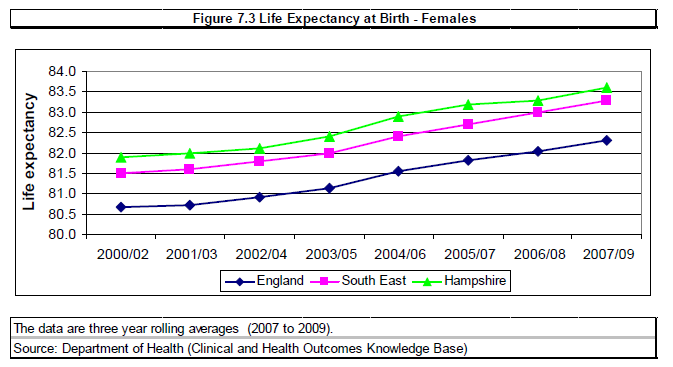 Figure 7.3 Life Expectancy at Birth - Females
Life expectancy
84.0
83.5
83.0
82.5
82.0
81.5
81.0
80.5
80.0
2000/02 2001/03 2002/04 2003/05 2004/06 2005/07 2006/08 2007/09
England South East Hampshire
The data are three year rolling averages (2007 to 2009).
Source: Department of Health (Clinical and Health Outcomes Knowledge Base)